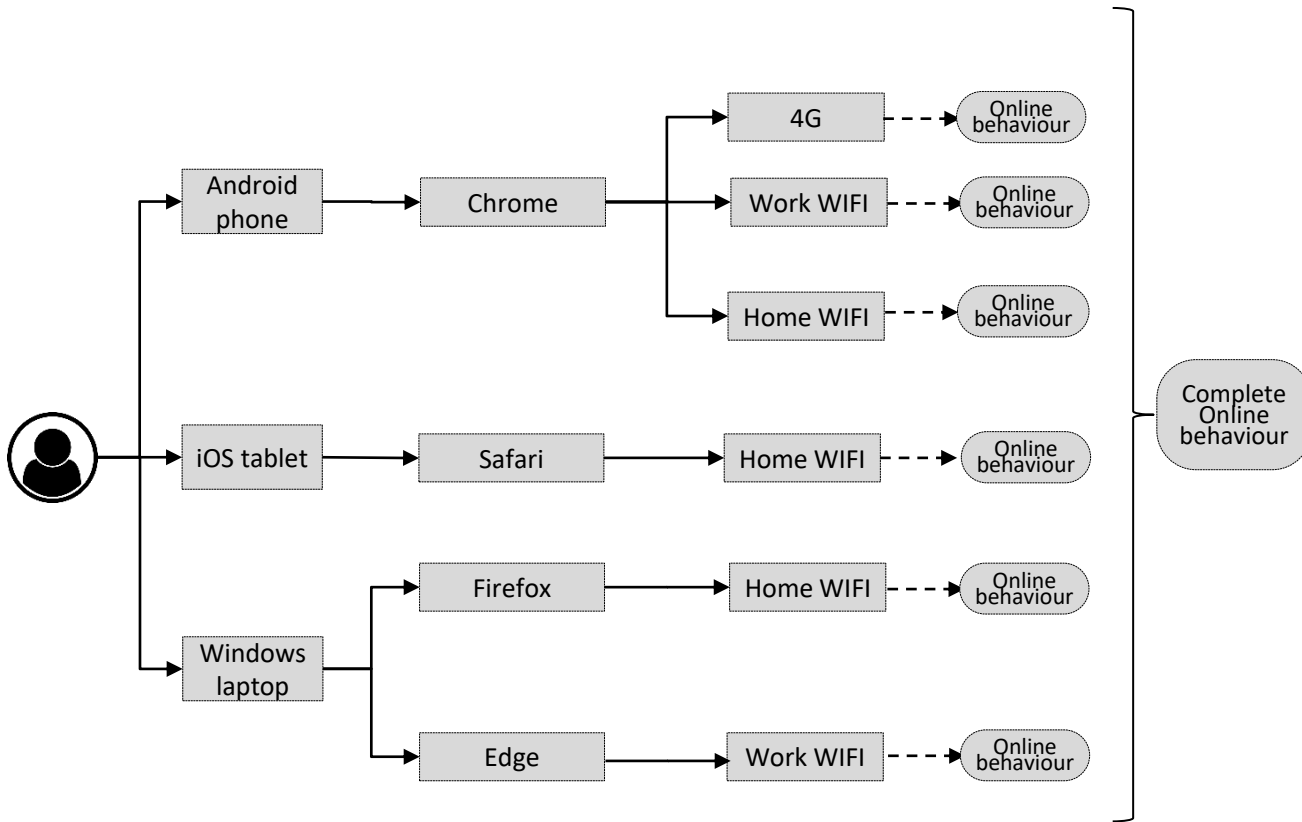 4G
Online
behaviour
Android
phone
Chrome
Work WIFI
Online
behaviour
Home WIFI
Online
behaviour
Complete
Online
behaviour
iOS tablet
Safari
Home WIFI
Online
behaviour
Firefox
Home WIFI
Online
behaviour
Windows
laptop
Edge
Work WIFI
Online
behaviour